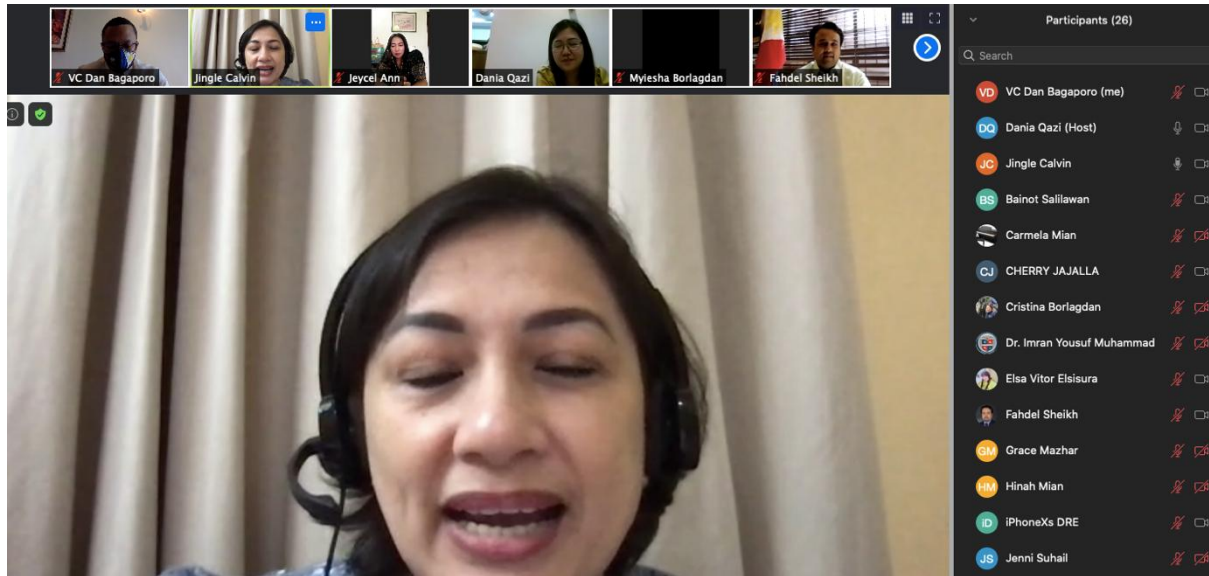 VC Dan Bagaporo
Jingle Calvin
Jeycel Ann
Dania Qazi
Myiesha Borlagdan
Fahdel Sheikh
Participants (26)
Search
VD VC Dan Bagaporo (me)
DQ Dania Qazi (Host)
JC Jingle Calvin
BS Bainot Salilawan
Carmela Mian
CJ CHERRY JAJALLA
Cristina Borlagdan
Dr. Imran Yousuf Muhammad
Elsa Vitor Elsisura
Fahdel Sheikh
GM Grace Mazhar
HM Hinah Mian
iD iPhoneXs DRE
JS Jenni Suhail